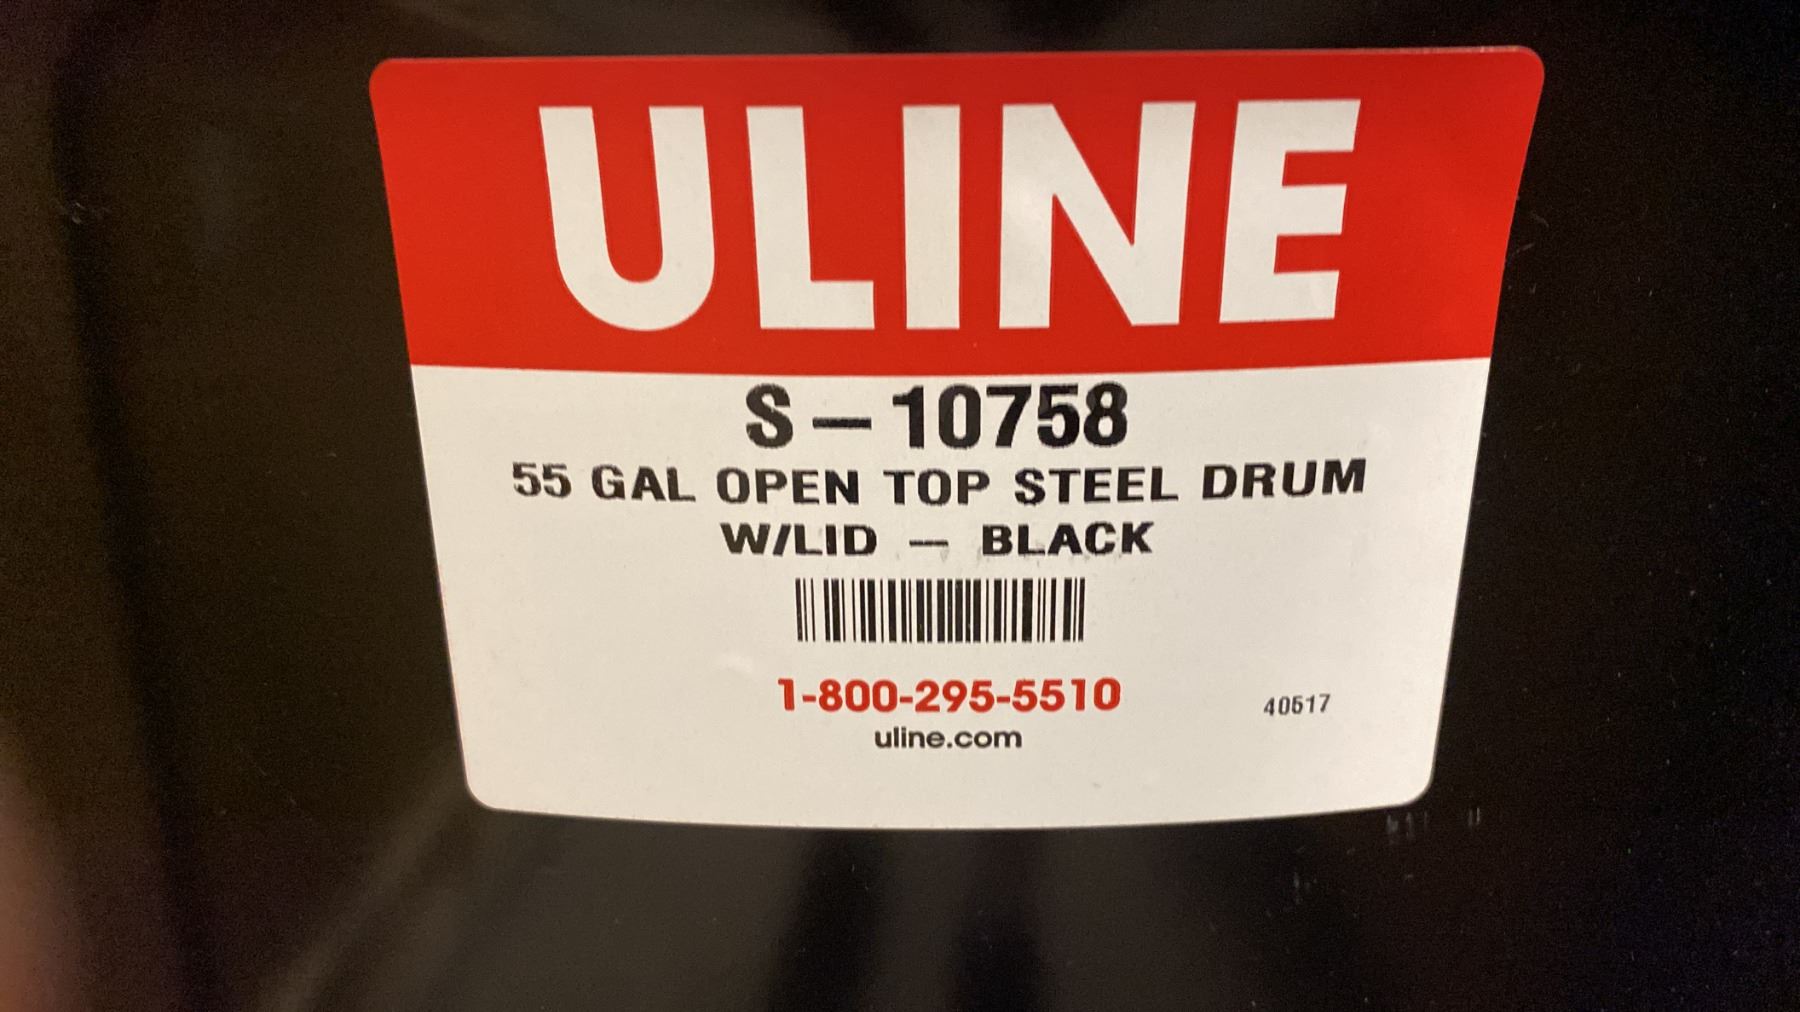 ULINE
S-10758
55 GAL OPEN TOP STEEL DRUM
W/LID - BLACK
1-800-295-5510
40517
uline.com